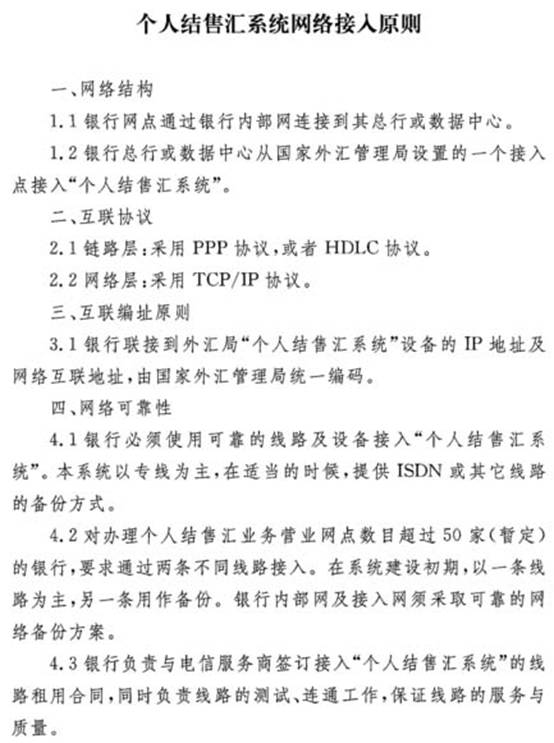 个人结售汇系统网络接入原则
一、网络结构
1.1 银行网点通过银行内部网连接到其总行或数据中心。
1.2 银行总行或数据中心从国家外汇管理局设置的一个接入
点接入“个人结售汇系统”。
二、互联协议
2.1 链路层:采用 PPP 协议,或者 HDLC 协议。
2.2 网络层:采用 TCP/IP 协议。
三、互联编址原则
3.1 银行联接到外汇局“个人结售汇系统”设备的 IP 地址及
网络互联地址,由国家外汇管理局统一编码。
四、网络可靠性
4.1 银行必须使用可靠的线路及设备接入“个人结售汇系
统”。本系统以专线为主,在适当的时候,提供 ISDN 或其它线路
的备份方式。
4.2 对办理个人结售汇业务营业网点数目超过 50 家(暂定)
的银行,要求通过两条不同线路接入。在系统建设初期,以一条线
路为主,另一条用作备份。银行内部网及接入网须采取可靠的网
络备份方案。
4.3 银行负责与电信服务商签订接入“个人结售汇系统”的线
路租用合同,同时负责线路的测试、连通工作,保证线路的服务与
质量。